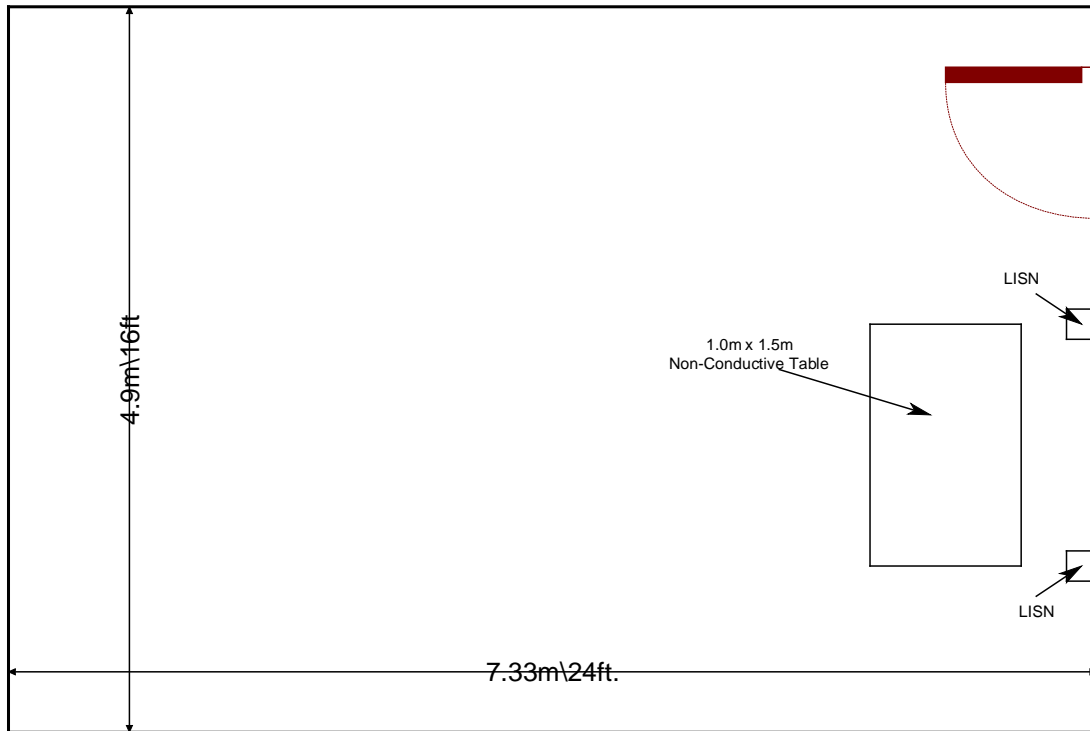 LISN
1.0m x 1.5m
Non-Conductive Table
4.9m\16ft
LISN
7.33m\24ft.